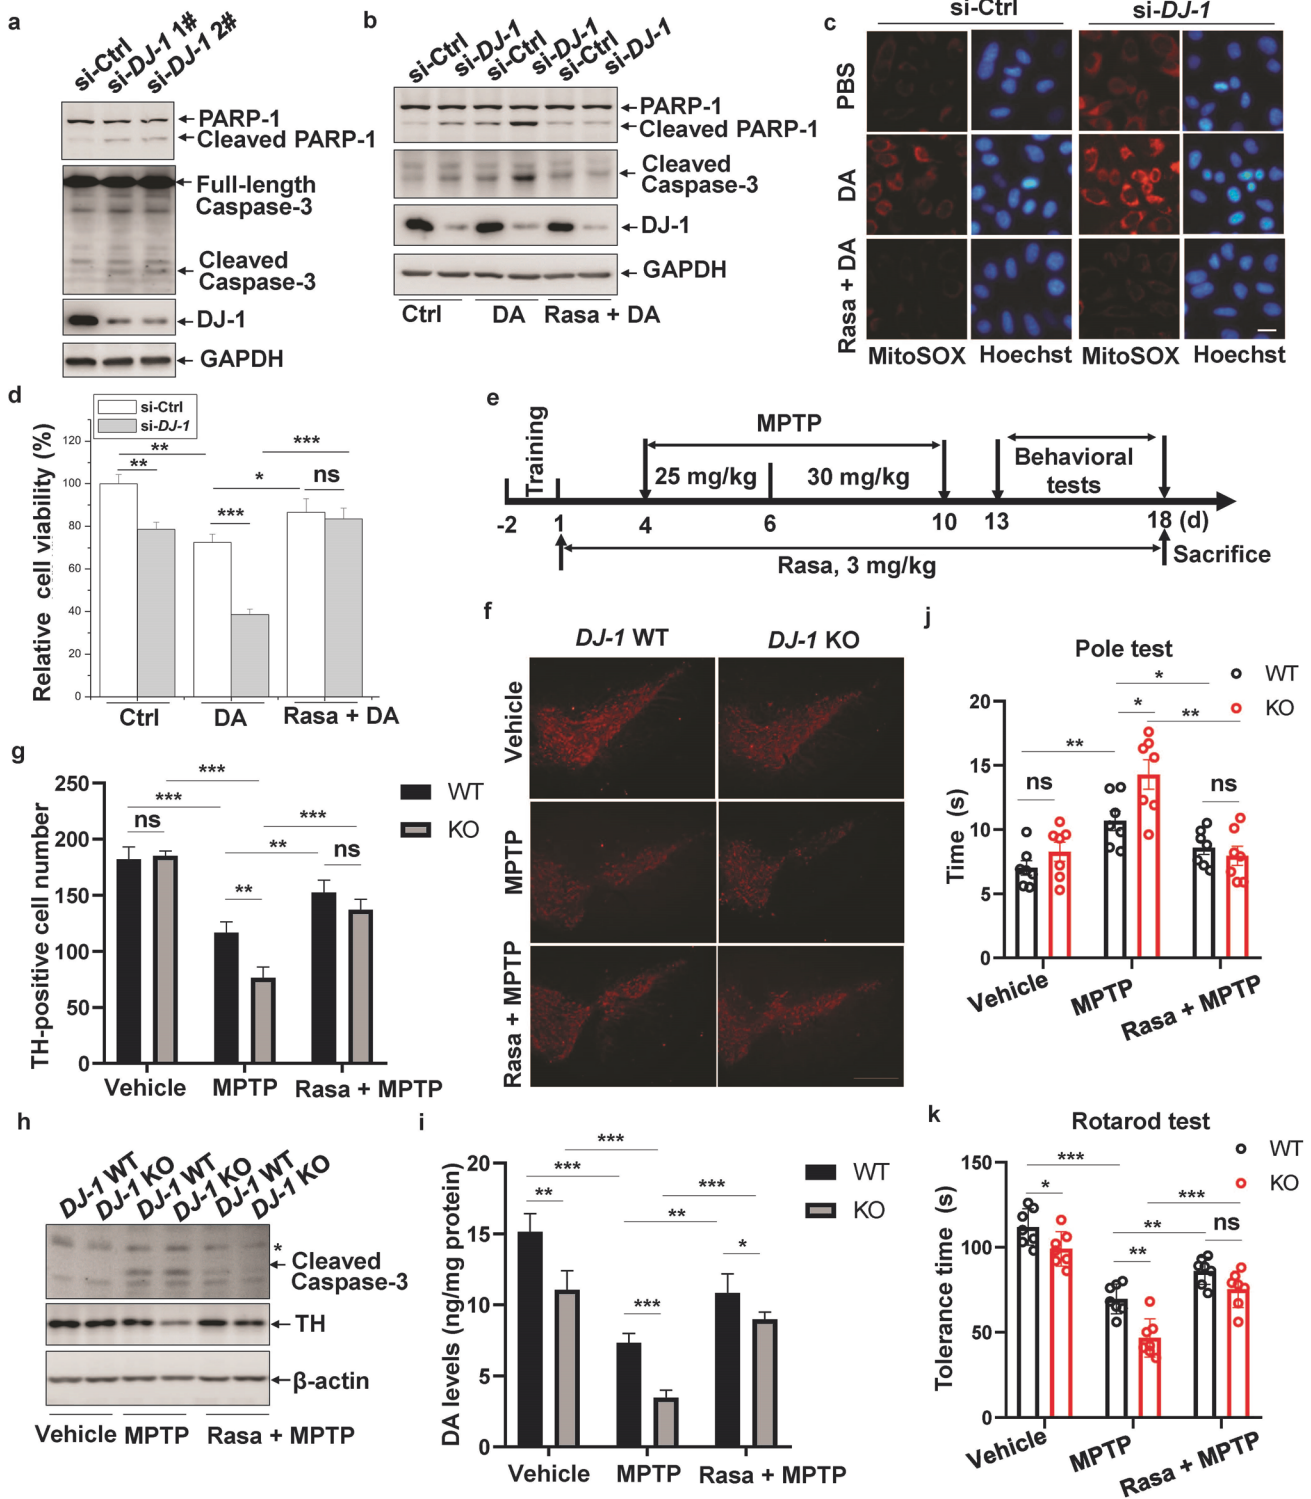 a
si-Ctrl
si-DJ-1 1#
si-DJ-1 2#
PARP-1
Cleaved PARP-1
Full-length
Caspase-3
Cleaved
Caspase-3
DJ-1
GAPDH
b
si-Ctrl
si-DJ-1
si-Ctrl
si-DJ-1
si-Ctrl
si-DJ-1
PARP-1
Cleaved PARP-1
Cleaved
Caspase-3
DJ-1
GAPDH
Ctrl DA Rasa + DA
c
si-Ctrl si-DJ-1
PBS
DA
Rasa + DA
MitoSOX Hoechst MitoSOX Hoechst
d
si-Ctrl
si-DJ-1
Relative cell viability (%)
120
100
80
60
40
20
0
** ** *** * *** ns
Ctrl DA Rasa + DA
e
Training
MPTP
25 mg/kg 30 mg/kg
Behavioral
tests
-2 1 4 6 10 13 18 (d)
Rasa, 3 mg/kg
Sacrifice
f
DJ-1 WT DJ-1 KO
Vehicle
MPTP
Rasa + MPTP
g
TH-positive cell number
250
200
150
100
50
0
***
***
ns
***
**
**
ns
WT
KO
Vehicle MPTP Rasa + MPTP
h
DJ-1 WT
DJ-1 KO
DJ-1 WT
DJ-1 KO
DJ-1 WT
DJ-1 KO
*
Cleaved
Caspase-3
TH
β-actin
Vehicle MPTP Rasa + MPTP
i
DA levels (ng/mg protein)
20
15
10
5
0
***
***
**
***
**
***
*
WT
KO
Vehicle MPTP Rasa + MPTP
j
Pole test
WT
KO
Time (s)
20
15
10
5
0
*
*
**
**
ns
ns
Vehicle
MPTP
Rasa + MPTP
k
Rotarod test
WT
KO
Tolerance time (s)
150
100
50
0
***
*
***
**
**
ns
Vehicle
MPTP
Rasa + MPTP